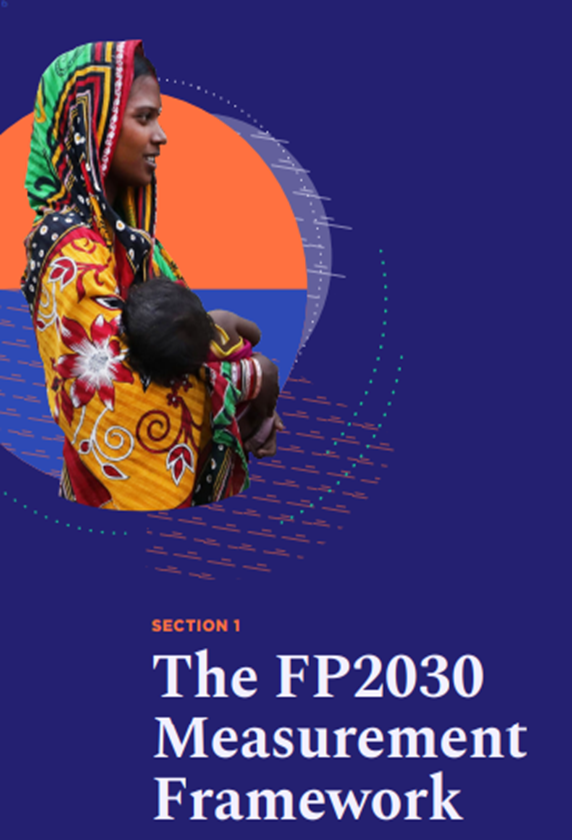 SECTION 1
The FP2030
Measurement
Framework